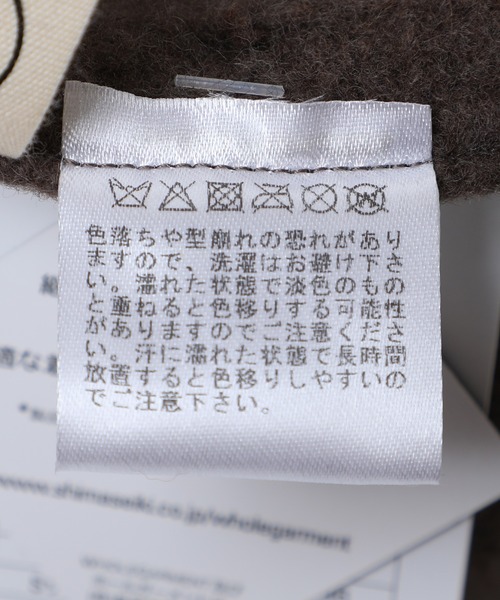 色落ちや型崩れの恐れがあり
ますので、洗濯はお避け下さ
い。濡れた状態で淡色のもの
と重ねると色移りする可能性
がありますのでご注意くださ
い。汗に濡れた状態で長時間
放置すると色移りしやすいの
でご注意下さい。
www.shimaseiki.co.jp/wholegarment